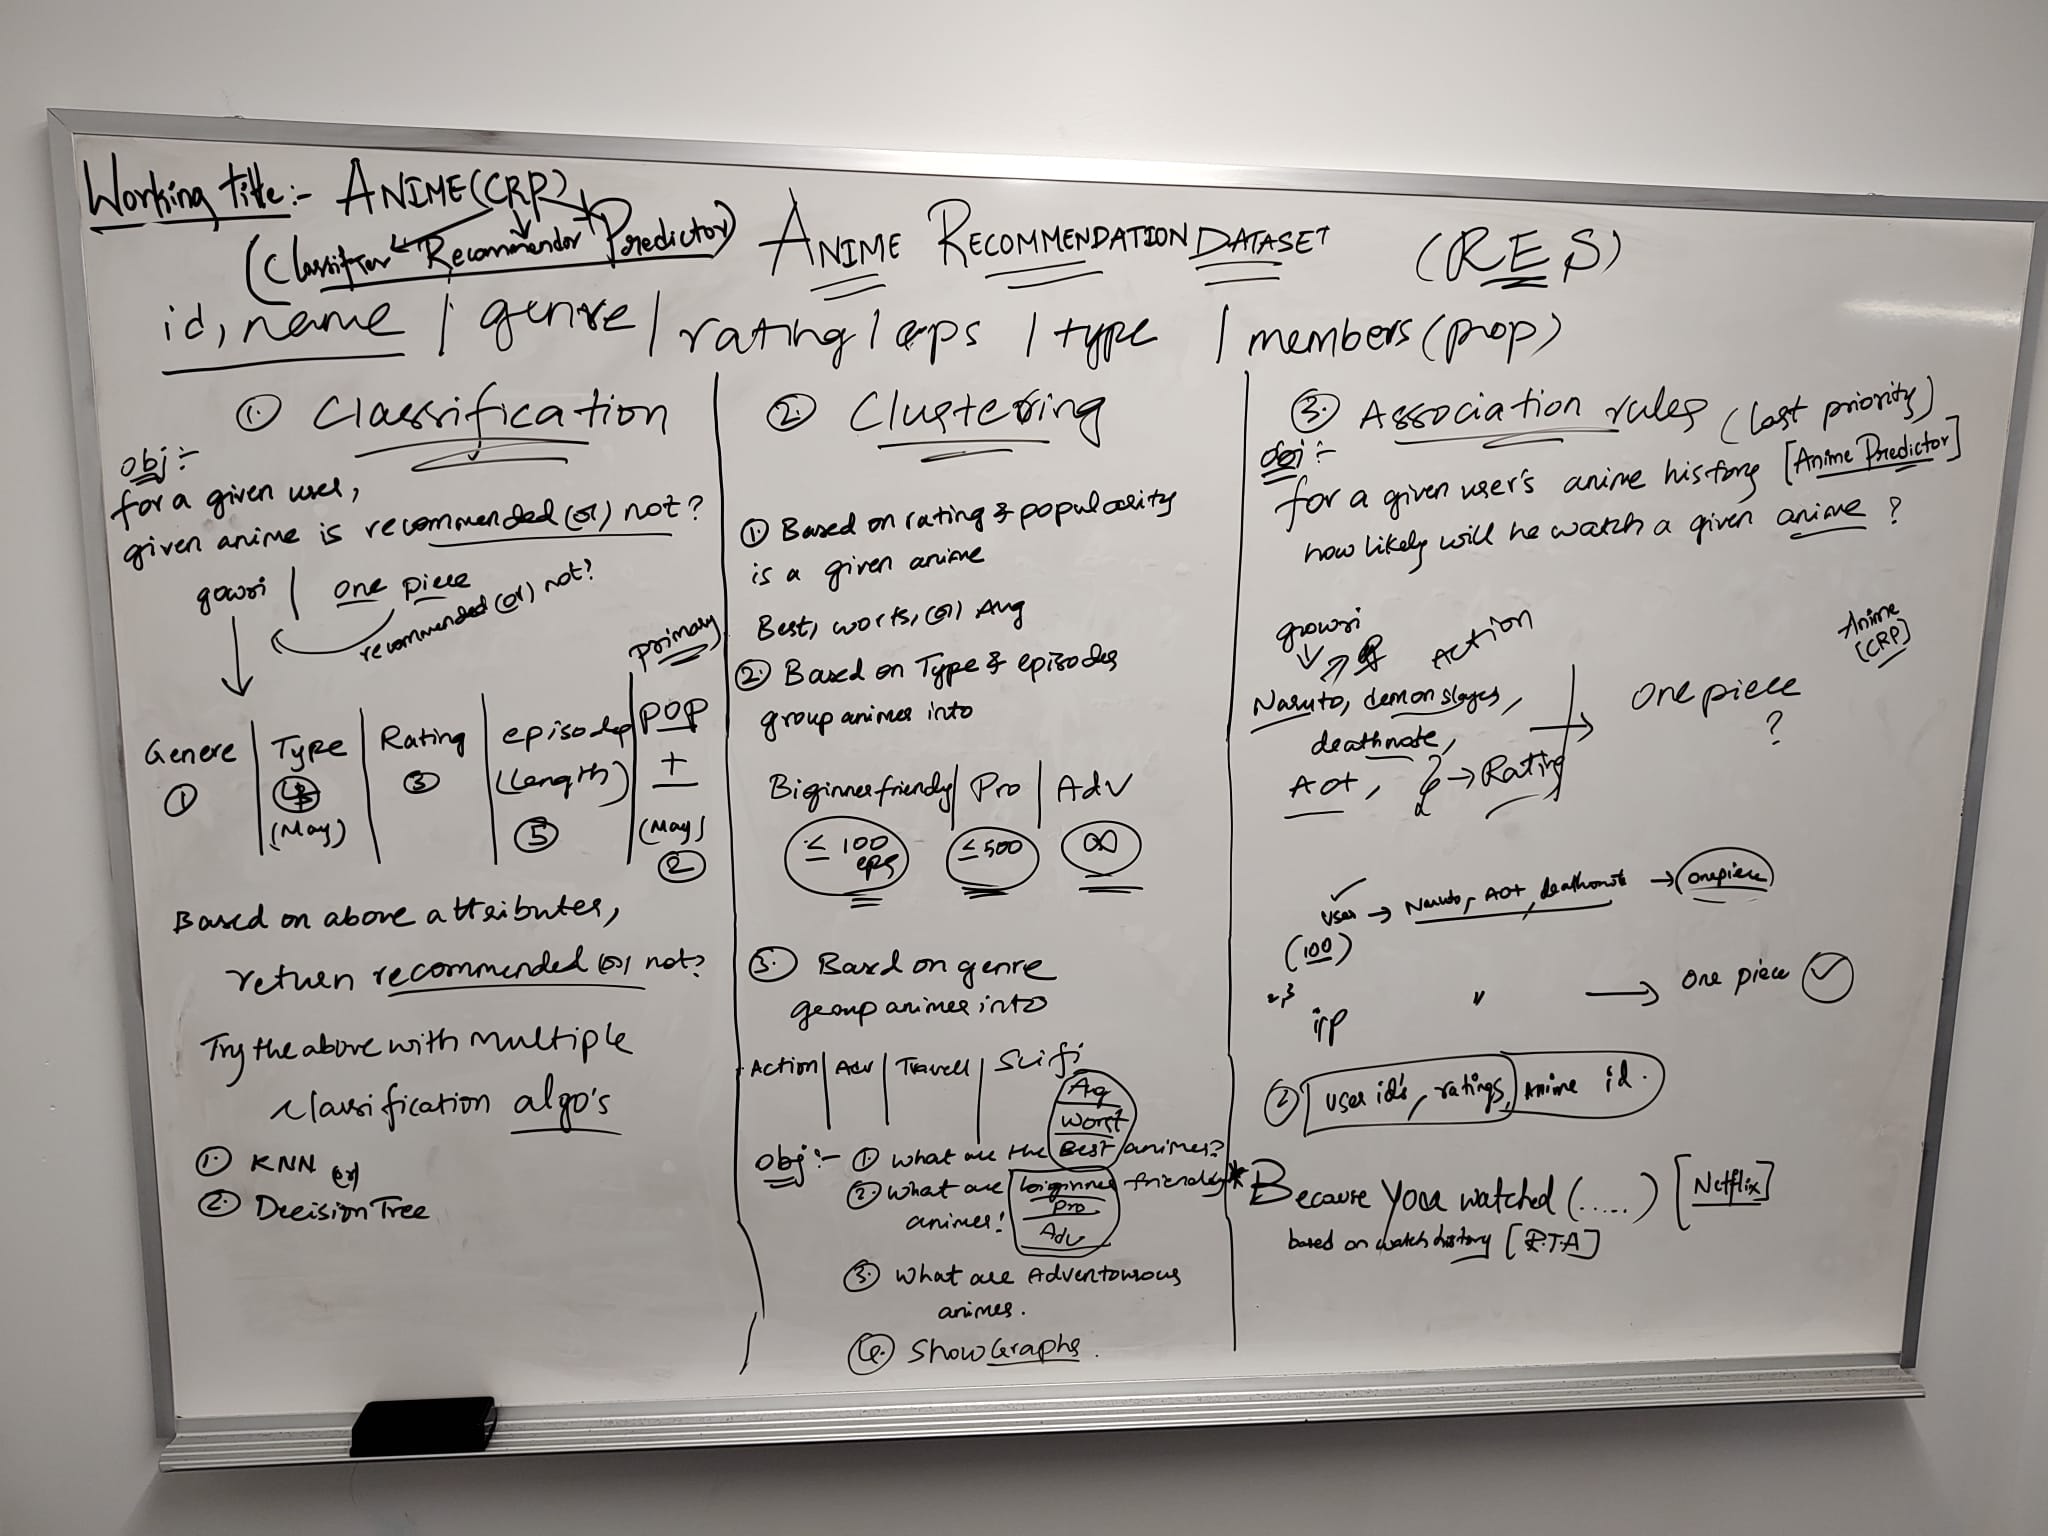 Working title:- ANIME(CRP)
(Classifier Recommendor Predictor)
ANIME RECOMMENDATION DATASET (RES)
id, name / genre / rating / eps / type / members (pop)
1. Classification
obj:-
for a given user,
given anime is recommended (or) not?
gowri | one piece
recommended (or) not?
primary
Genere | Type | Rating | episodes | POP
(Length) +
1 (May) 3 5 (May) 2
Based on above attributes,
return recommended (or) not?
Try the above with multiple
classification algo's
1. KNN (or)
2. Decision Tree
2. Clustering
1. Based on rating & popularity
is a given anime
Best, worts, (or) Avg
2. Based on Type & episodes
group animes into
Biginner friendly | Pro | Adv
≤ 100 eps ≤ 500 ∞
3. Based on genre
group animes into
Action | Adv | Travell | Scifi
Avg
Worst
obj:- 1. What are the Best animes?
2. What are biginner friendly
animes! Pro
Adv
3. What are Adventourous
animes.
4. Show Graphs.
3. Association rules (last priority)
obj:-
for a given user's anime history [Anime Predictor]
how likely will he watch a given anime?
gowri
Action
Anime
[CRP]
Naruto, demon slayes, → One piece
deathnote, ?
AOT, → Rating
user → Naruto, AOT, deathnote → onepiece
(100)
" → one piece ✓
2 user id's, ratings, Anime id.
* Because you watched (.....) [Netflix]
based on watch history [R.T.A]